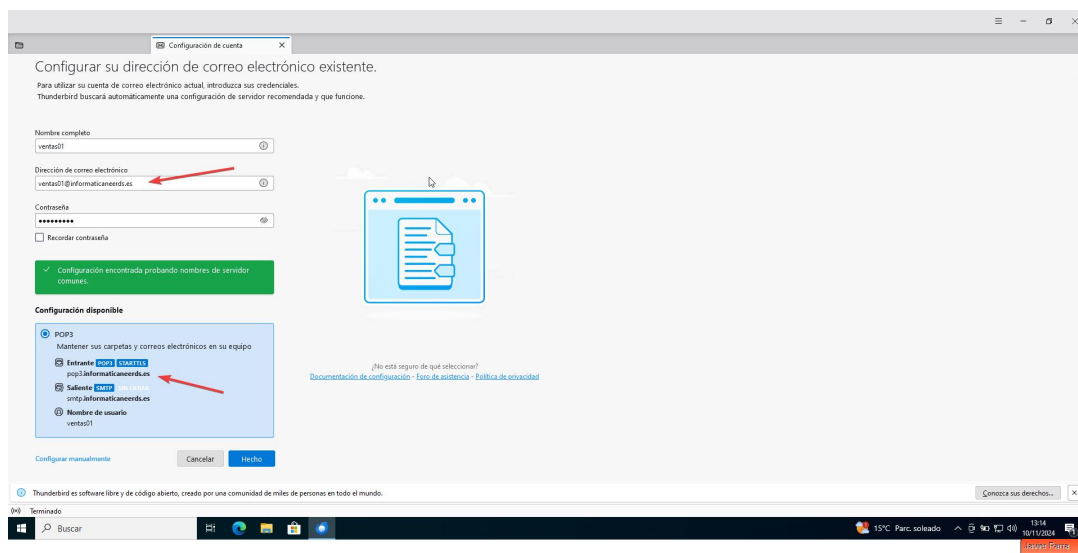 Configuración de cuenta
Configurar su dirección de correo electrónico existente.
Para utilizar su cuenta de correo electrónico actual, introduzca sus credenciales.
Thunderbird buscará automáticamente una configuración de servidor recomendada y que funcione.
Nombre completo
ventas01
Dirección de correo electrónico
ventas01@informaticaneerds.es
Contraseña
Recordar contraseña
Configuración encontrada probando nombres de servidor
comunes.
Configuración disponible
POP3
Mantener sus carpetas y correos electrónicos en su equipo
Entrante POP3 STARTTLS
pop3.informaticaneerds.es
Saliente SMTP SIN CIFRAR
smtp.informaticaneerds.es
Nombre de usuario
ventas01
Configurar manualmente
Cancelar
Hecho
¿No está seguro de qué seleccionar?
Documentación de configuración - Foro de asistencia - Política de privacidad
Thunderbird es software libre y de código abierto, creado por una comunidad de miles de personas en todo el mundo.
Conozca sus derechos...
Terminado
Buscar
15°C Parc. soleado
13:14
10/11/2024
Javier Parra